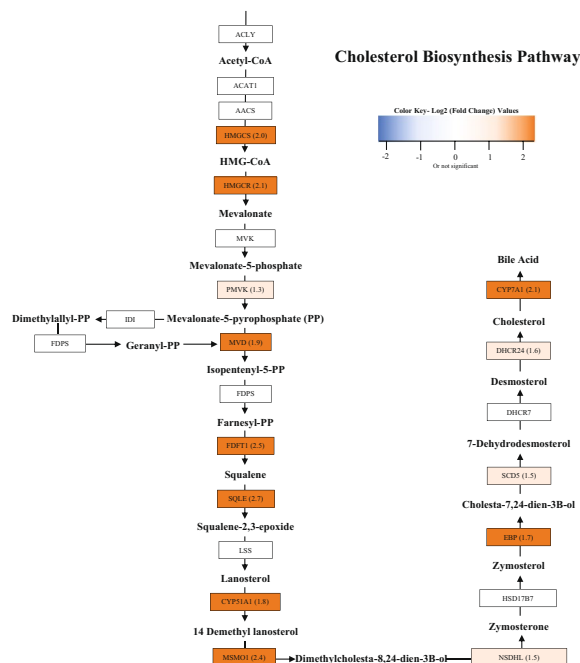 Cholesterol Biosynthesis Pathway
Color Key- Log2 (Fold Change) Values
-2 -1 0 1 2
Or not significant
ACLY
Acetyl-CoA
ACAT1
AACS
HMGCS (2.0)
HMG-CoA
HMGCR (2.1)
Mevalonate
MVK
Mevalonate-5-phosphate
PMVK (1.3)
Dimethylallyl-PP
IDI
Mevalonate-5-pyrophosphate (PP)
FDPS
Geranyl-PP
MVD (1.9)
Isopentenyl-5-PP
FDPS
Farnesyl-PP
FDFT1 (2.5)
Squalene
SQLE (2.7)
Squalene-2,3-epoxide
LSS
Lanosterol
CYP51A1 (1.8)
14 Demethyl lanosterol
MSMO1 (2.4)
Dimethylcholesta-8,24-dien-3B-ol
Bile Acid
CYP7A1 (2.1)
Cholesterol
DHCR24 (1.6)
Desmosterol
DHCR7
7-Dehydrodesmosterol
SCD5 (1.5)
Cholesta-7,24-dien-3B-ol
EBP (1.7)
Zymosterol
HSD17B7
Zymosterone
NSDHL (1.5)